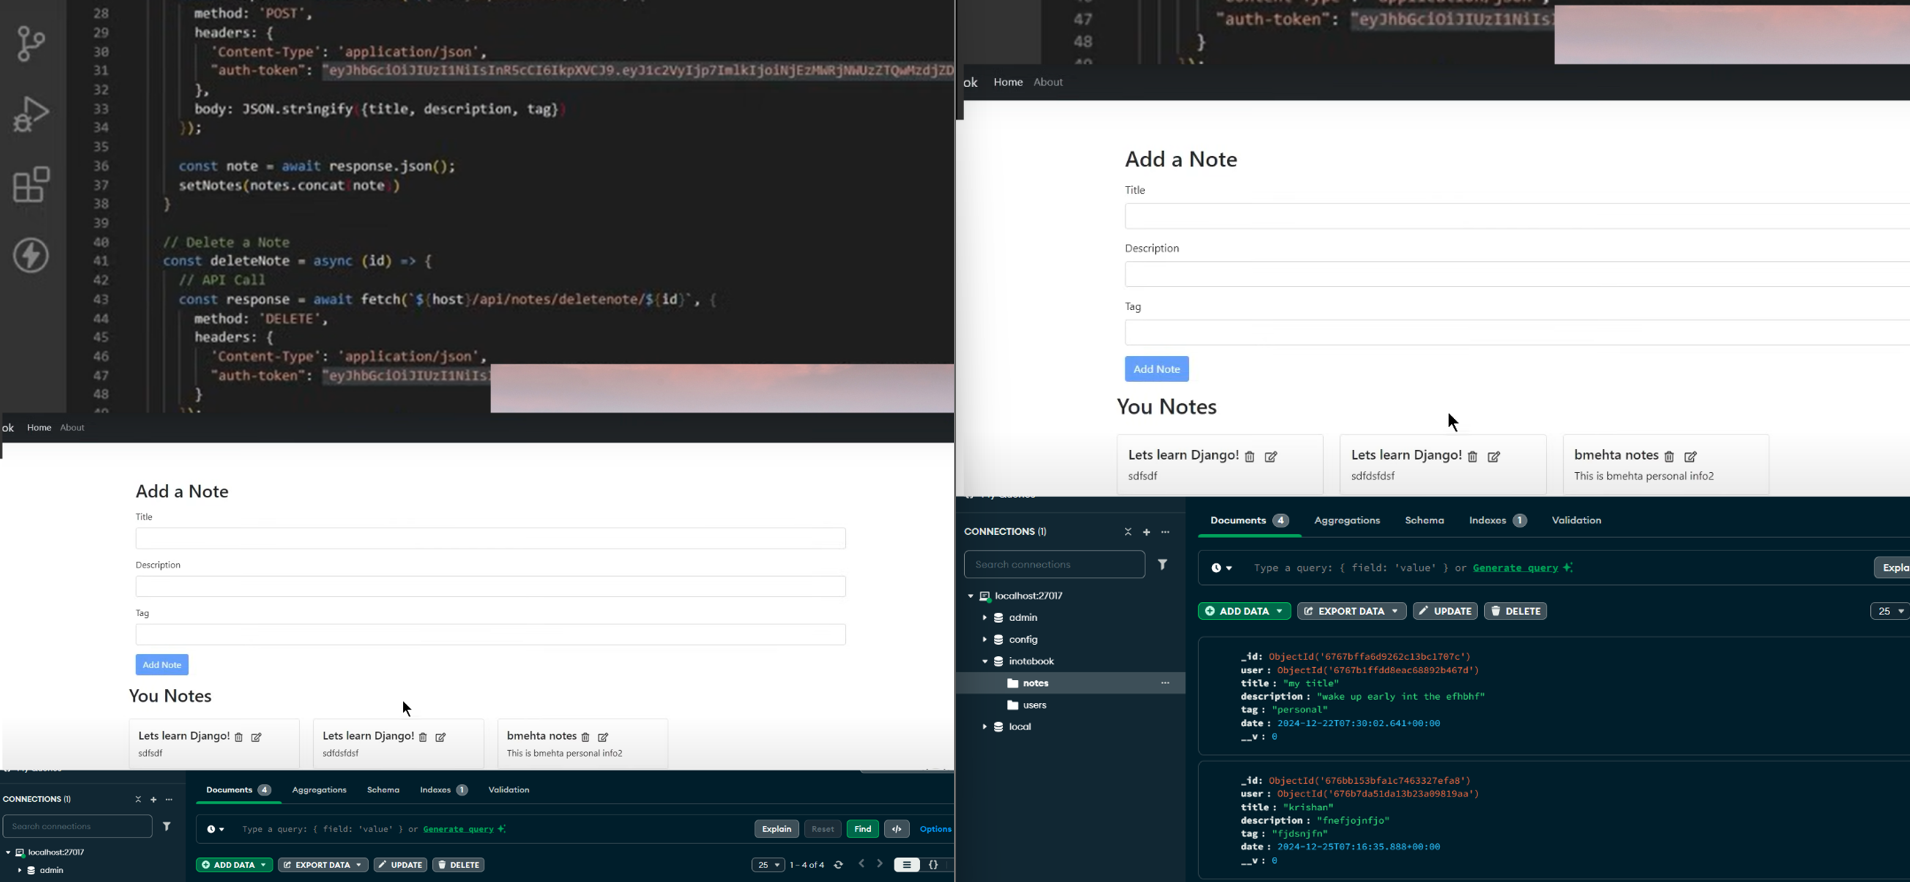 28 method: 'POST',
29 headers: {
30 'Content-Type': 'application/json',
31 "auth-token": "eyJhbGciOiJIUzI1NiIsInR5cCI6IkpXVCJ9.eyJ1c2VyIjp7ImlkIjoiNjEzMWRjNWUzZTQwMzdjZD
32 },
33 body: JSON.stringify({title, description, tag})
34 });
35
36 const note = await response.json();
37 setNotes(notes.concat(note))
38 }
39
40 // Delete a Note
41 const deleteNote = async (id) => {
42 // API Call
43 const response = await fetch(`${host}/api/notes/deletenote/${id}`, {
44 method: 'DELETE',
45 headers: {
46 'Content-Type': 'application/json',
47 "auth-token": "eyJhbGciOiJIUzI1NiIs
48 }
ok Home About
Add a Note
Title
Description
Tag
Add Note
You Notes
Lets learn Django! Lets learn Django! bmehta notes
sdfsdf sdfdsfdsf This is bmehta personal info2
CONNECTIONS (1)
Search connections
localhost:27017
admin
Documents 4 Aggregations Schema Indexes 1 Validation
Type a query: { field: 'value' } or Generate query
Explain Reset Find </> Options
ADD DATA EXPORT DATA UPDATE DELETE
25 1 – 4 of 4 {}
47 "auth-token": "eyJhbGciOiJIUzI1NiIs
48 }
ok Home About
Add a Note
Title
Description
Tag
Add Note
You Notes
Lets learn Django! Lets learn Django! bmehta notes
sdfsdf sdfdsfdsf This is bmehta personal info2
CONNECTIONS (1)
Search connections
localhost:27017
admin
config
inotebook
notes
users
local
Documents 4 Aggregations Schema Indexes 1 Validation
Type a query: { field: 'value' } or Generate query
Expla
ADD DATA EXPORT DATA UPDATE DELETE
25
_id: ObjectId('6767bffa6d9262c13bc1707c')
user: ObjectId('6767b1ffdd8eac68892b467d')
title: "my title"
description: "wake up early int the efhbhf"
tag: "personal"
date: 2024-12-22T07:30:02.641+00:00
__v: 0
_id: ObjectId('676bb153bfa1c7463327efa8')
user: ObjectId('676b7da51da13b23a09819aa')
title: "krishan"
description: "fnefjojnfjo"
tag: "fjdsnjfn"
date: 2024-12-25T07:16:35.888+00:00
__v: 0